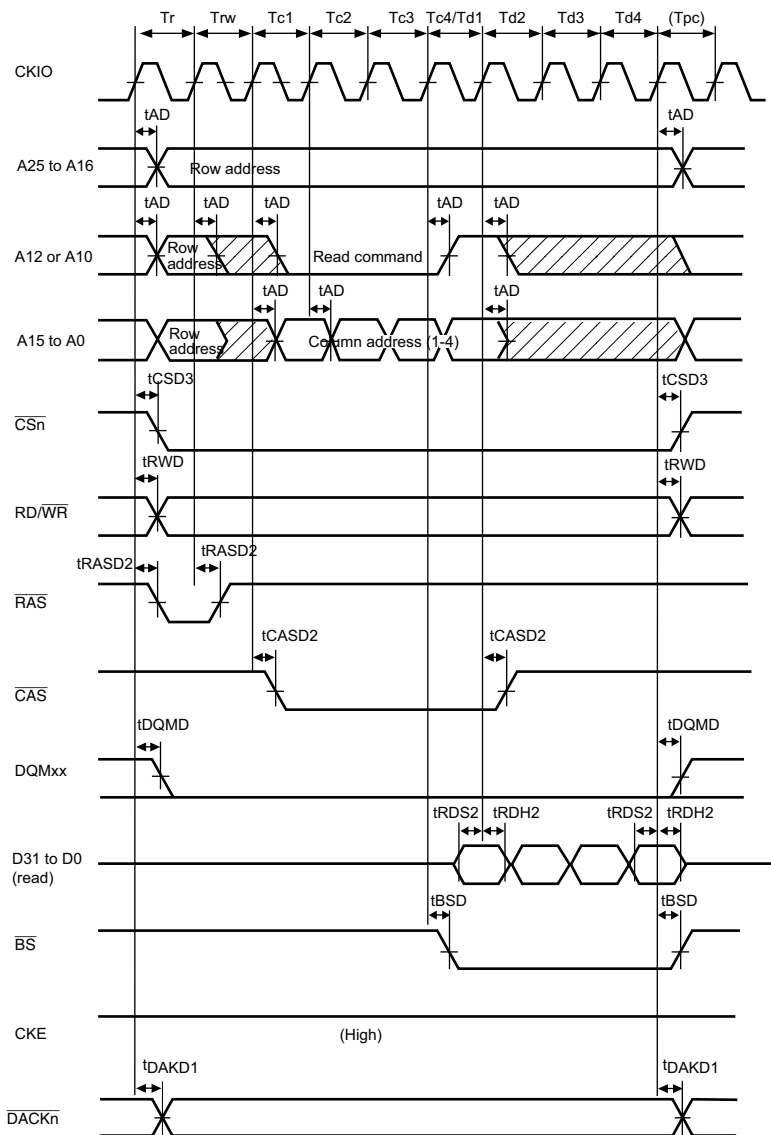 Tr Trw Tc1 Tc2 Tc3 Tc4/Td1 Td2 Td3 Td4 (Tpc)
CKIO
tAD tAD
A25 to A16 Row address
tAD tAD tAD tAD tAD
A12 or A10 Row address Read command
tAD tAD tAD
A15 to A0 Row address Column address (1-4)
tCSD3 tCSD3
CSn
tRWD tRWD
RD/WR
tRASD2 tRASD2
RAS
tCASD2 tCASD2
CAS
tDQMD tDQMD
DQMxx
tRDS2 tRDH2 tRDS2 tRDH2
D31 to D0
(read)
tBSD tBSD
BS
CKE (High)
tDAKD1 tDAKD1
DACKn